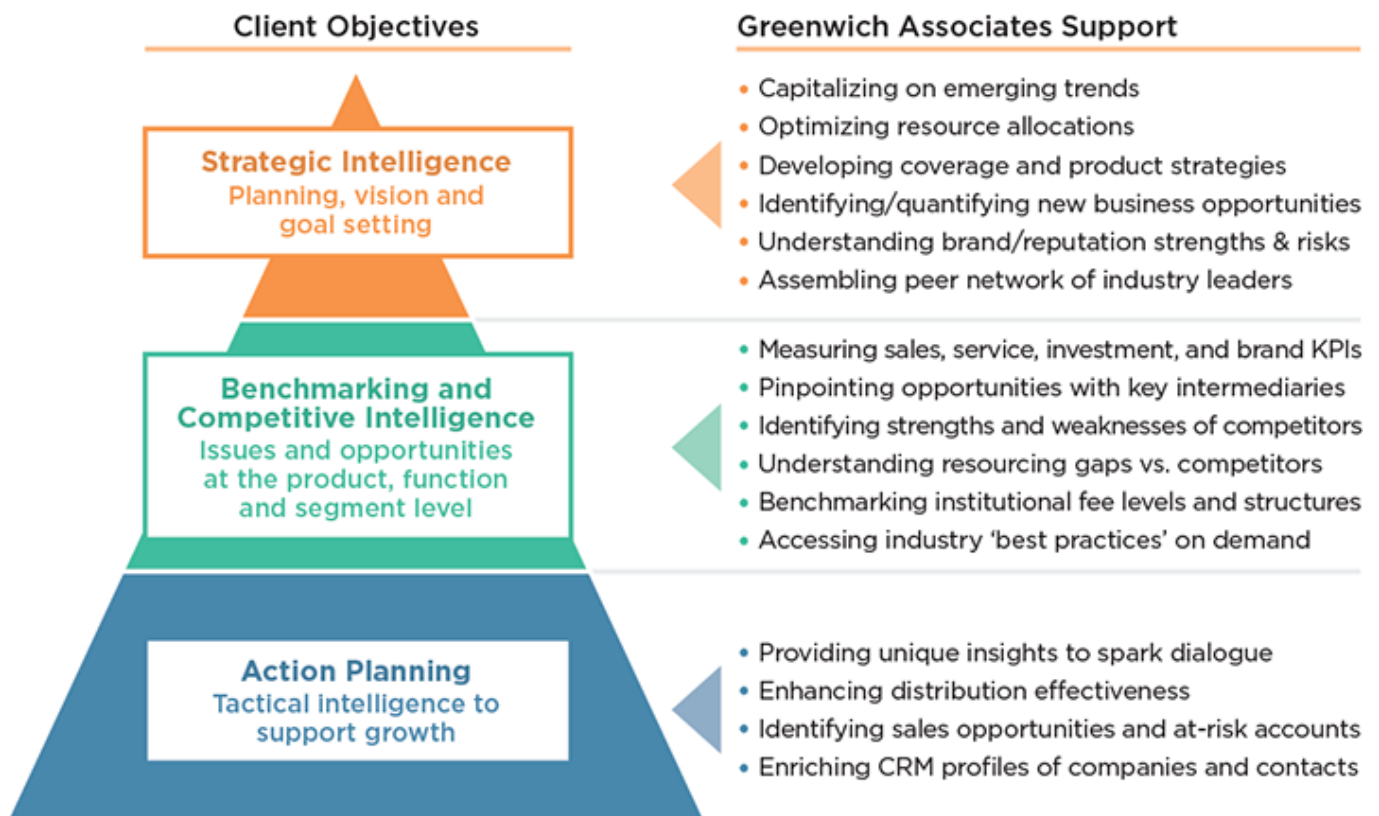 Client Objectives
Greenwich Associates Support
Strategic Intelligence
Planning, vision and
goal setting
• Capitalizing on emerging trends
• Optimizing resource allocations
• Developing coverage and product strategies
• Identifying/quantifying new business opportunities
• Understanding brand/reputation strengths & risks
• Assembling peer network of industry leaders
Benchmarking and
Competitive Intelligence
Issues and opportunities
at the product, function
and segment level
• Measuring sales, service, investment, and brand KPIs
• Pinpointing opportunities with key intermediaries
• Identifying strengths and weaknesses of competitors
• Understanding resourcing gaps vs. competitors
• Benchmarking institutional fee levels and structures
• Accessing industry ‘best practices’ on demand
Action Planning
Tactical intelligence to
support growth
• Providing unique insights to spark dialogue
• Enhancing distribution effectiveness
• Identifying sales opportunities and at-risk accounts
• Enriching CRM profiles of companies and contacts